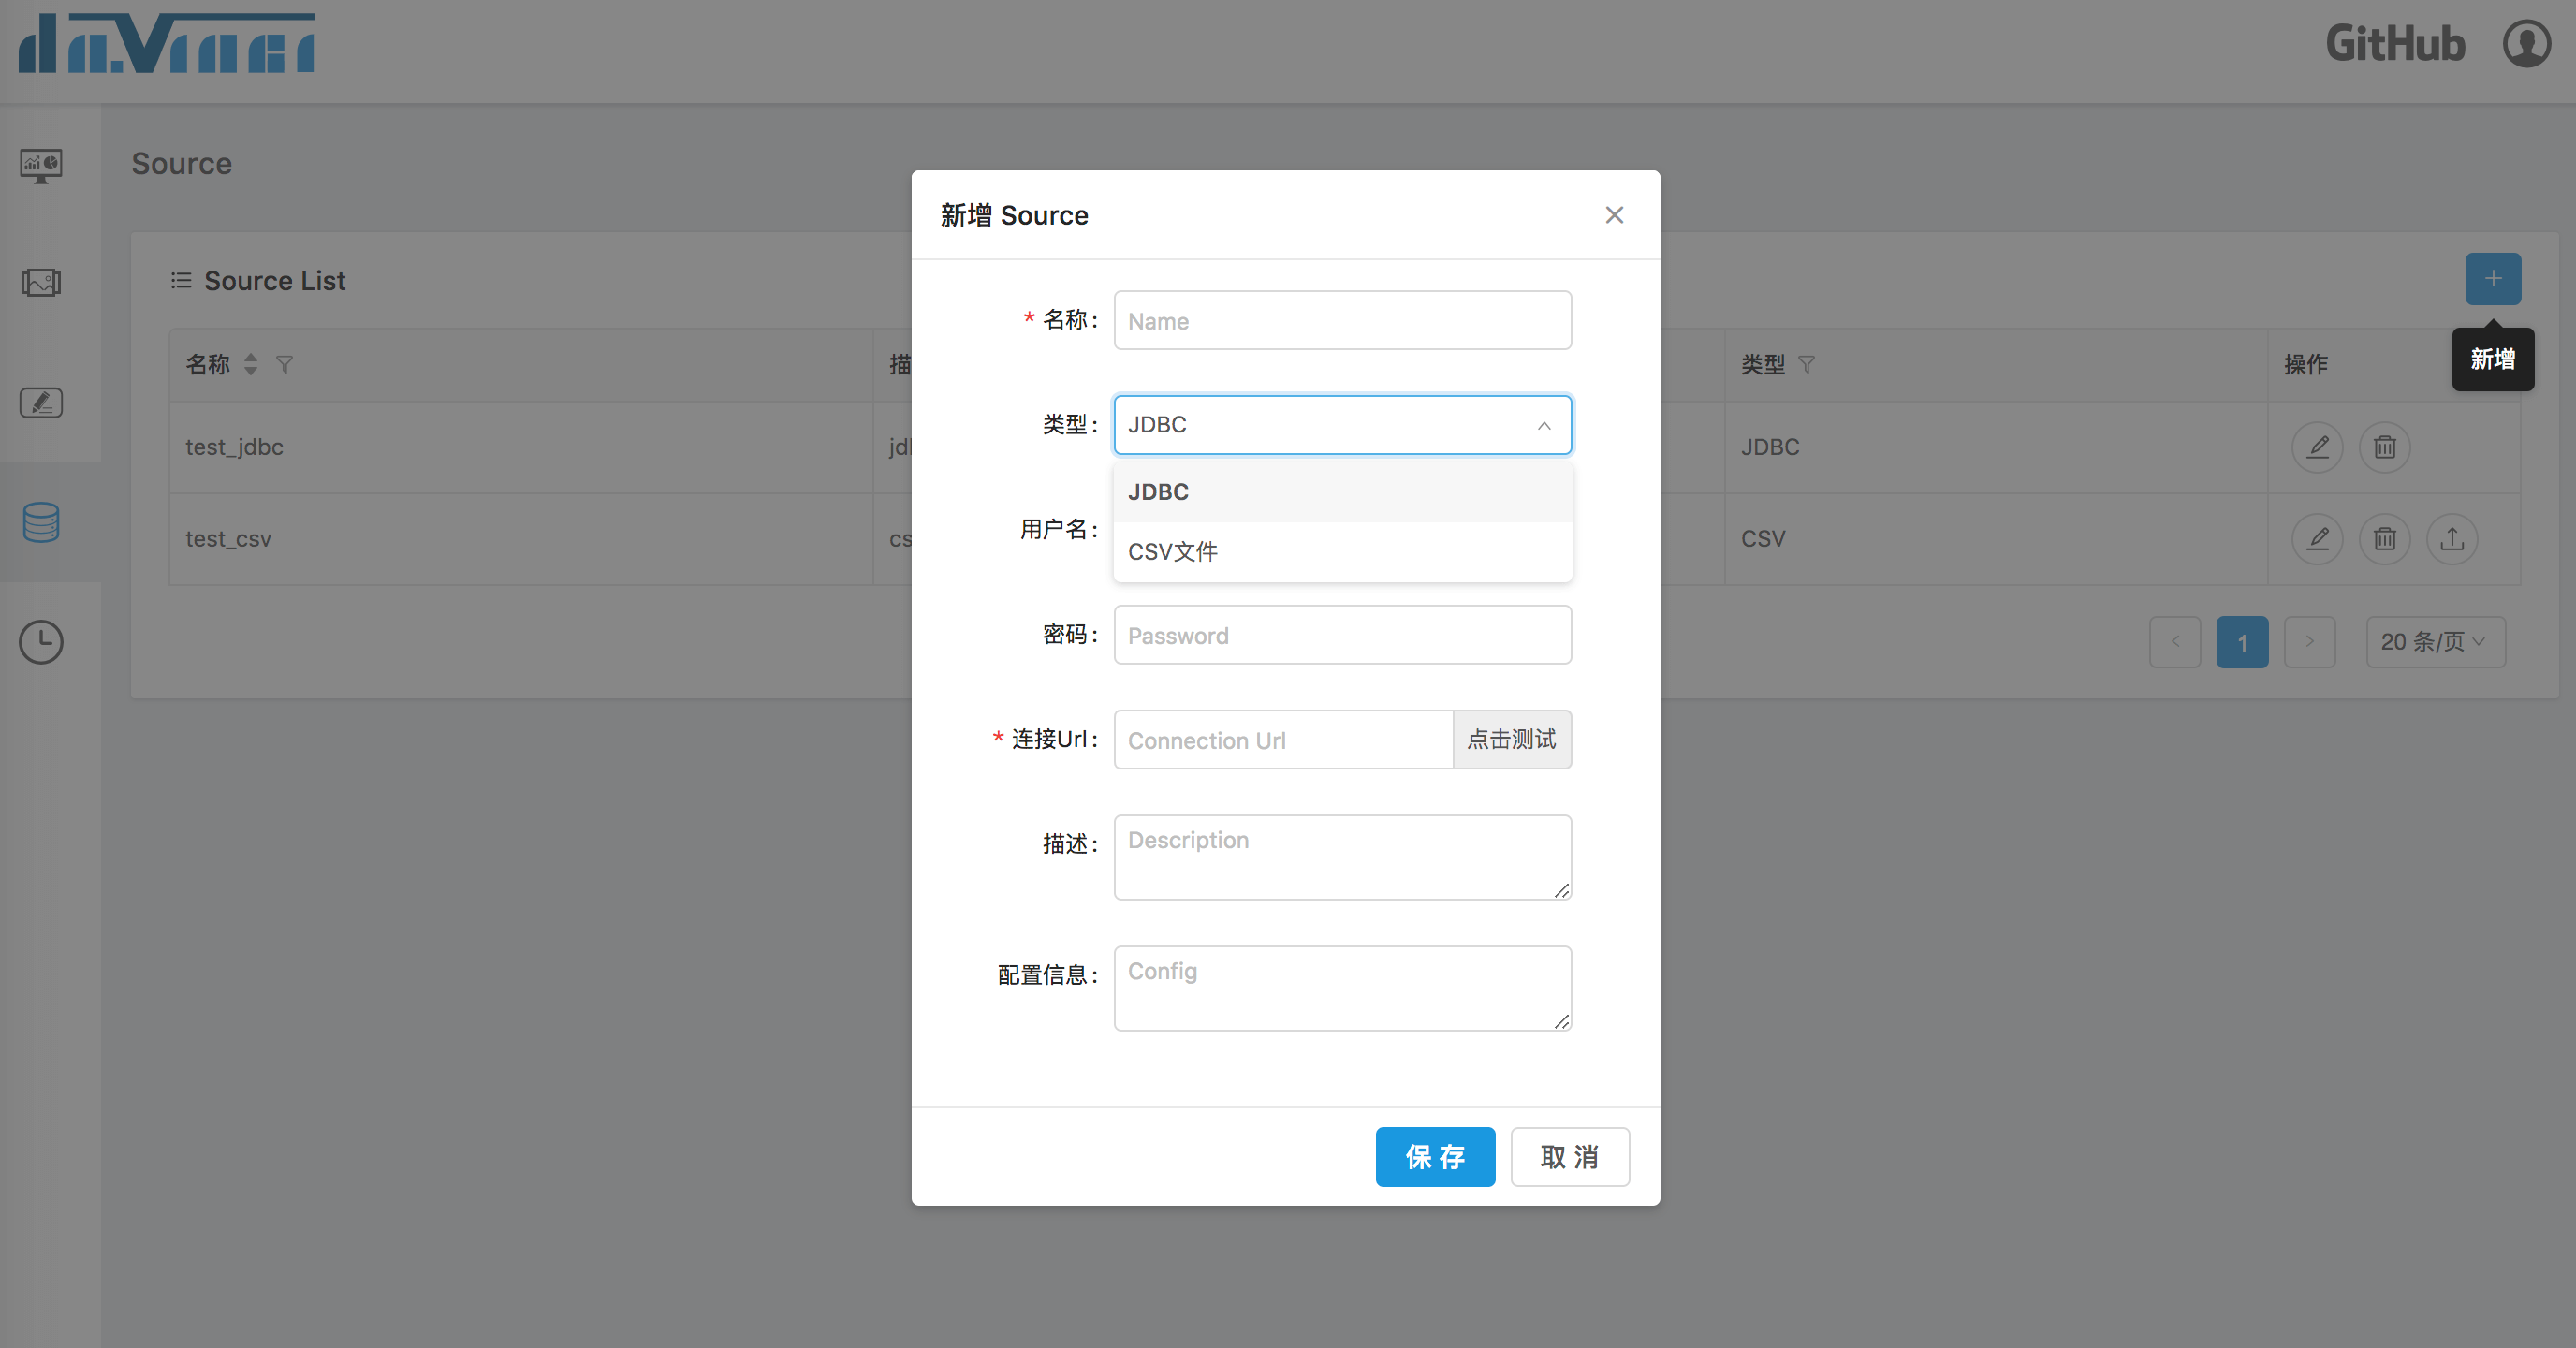 da.Vinci
GitHub
Source
Source List
新增
名称
描
类型
操作
test_jdbc
jd
JDBC
test_csv
cs
CSV
1
20 条/页
新增 Source
* 名称:
Name
类型:
JDBC
JDBC
CSV文件
用户名:
密码:
Password
* 连接Url:
Connection Url
点击测试
描述:
Description
配置信息:
Config
保 存
取 消